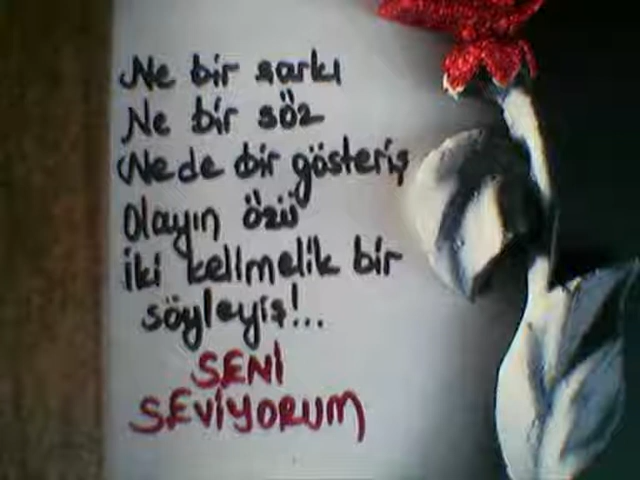 Ne bir şarkı
Ne bir söz
Nede bir gösteriş
Olayın özü
iki kelimelik bir
söyleyiş!...
SENİ
SEVİYORUM